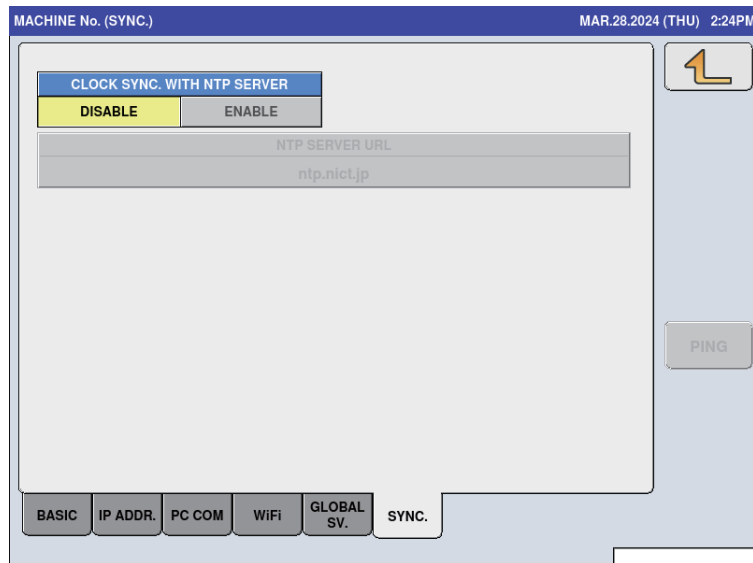 MACHINE No. (SYNC.) MAR.28.2024 (THU) 2:24PM
CLOCK SYNC. WITH NTP SERVER
DISABLE ENABLE
NTP SERVER URL
ntp.nict.jp
PING
BASIC IP ADDR. PC COM WiFi GLOBAL SV. SYNC.